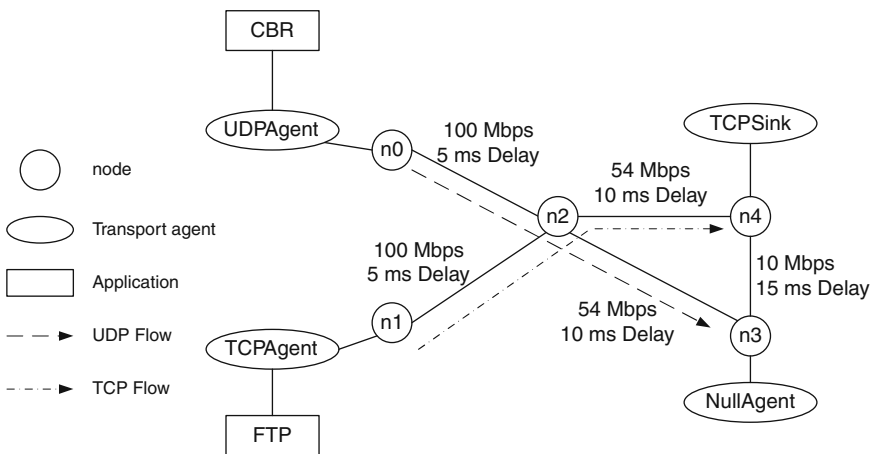 CBR
UDPAgent
n0
100 Mbps
5 ms Delay
TCPSink
node
54 Mbps
10 ms Delay
Transport agent
n2
n4
100 Mbps
5 ms Delay
10 Mbps
15 ms Delay
Application
54 Mbps
10 ms Delay
n1
n3
UDP Flow
TCPAgent
TCP Flow
NullAgent
FTP